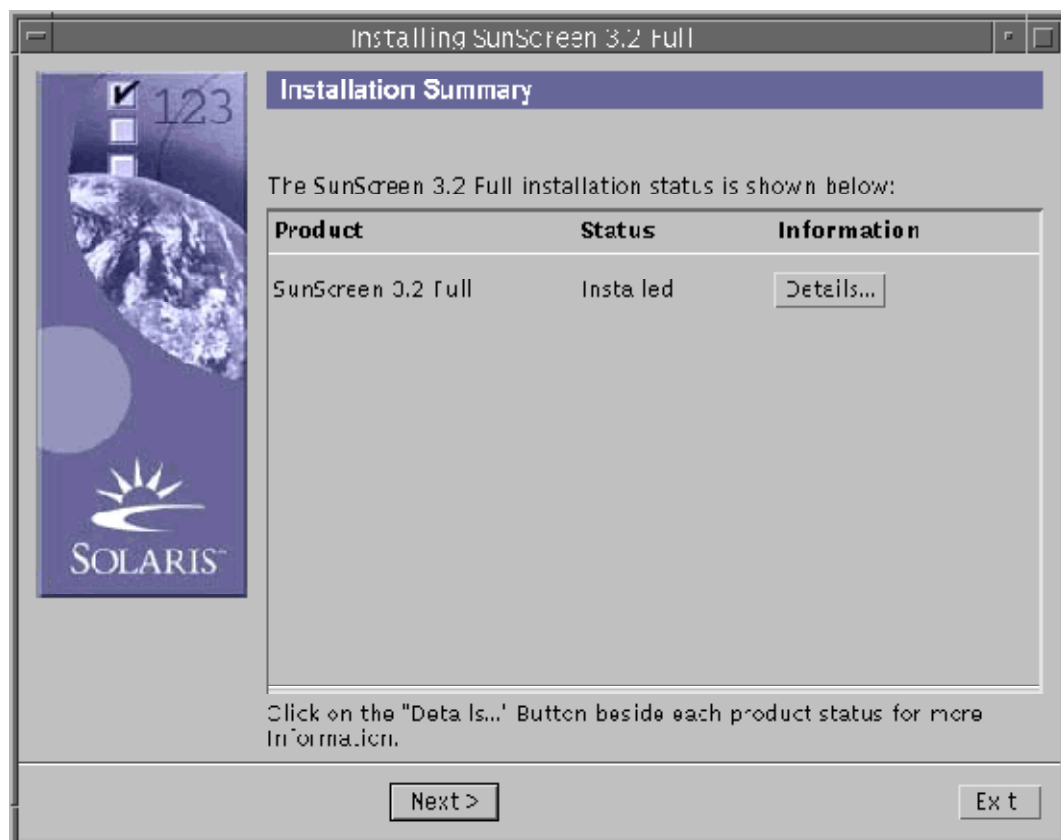 Installing SunScreen 3.2 Full
123
Installation Summary
The SunScreen 3.2 Full installation status is shown below:
Product Status Information
SunScreen 3.2 Full Installed Details...
Click on the "Details..." Button beside each product status for more
Information.
SOLARIS™
Next > Exit